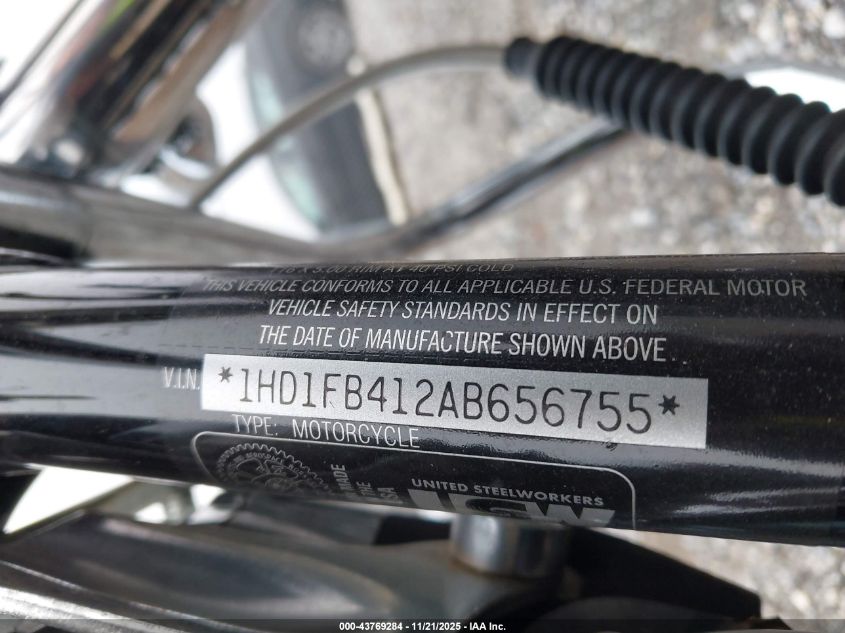 THIS VEHICLE CONFORMS TO ALL APPLICABLE U.S. FEDERAL MOTOR
VEHICLE SAFETY STANDARDS IN EFFECT ON
THE DATE OF MANUFACTURE SHOWN ABOVE.
V.I.N. *1HD1FB412AB656755*
TYPE: MOTORCYCLE
UNITED STEELWORKERS
000-43769284 - 11/21/2025 - IAA Inc.